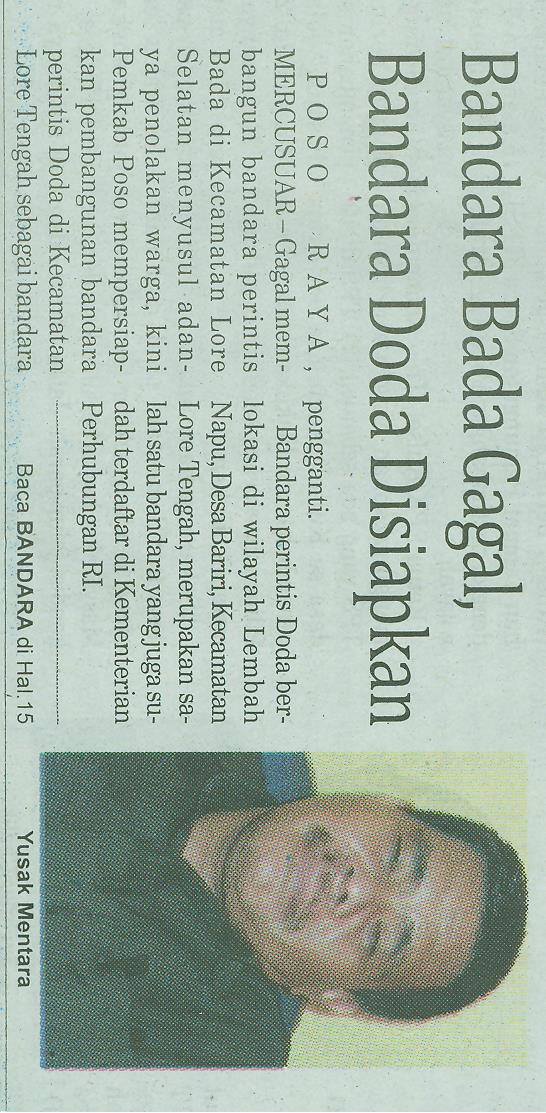 Bandara Bada Gagal,
Bandara Doda Disiapkan
POSO RAYA,
MERCUSUAR–Gagal mem-
bangun bandara perintis
Bada di Kecamatan Lore
Selatan menyusul adan-
ya penolakan warga, kini
Pemkab Poso mempersiap-
kan pembangunan bandara
perintis Doda di Kecamatan
Lore Tengah sebagai bandara
pengganti.
Bandara perintis Doda ber-
lokasi di wilayah Lembah
Napu, Desa Bariri, Kecamatan
Lore Tengah, merupakan sa-
lah satu bandara yang juga su-
dah terdaftar di Kementerian
Perhubungan RI.
Baca BANDARA di Hal,15
Yusak Mentara